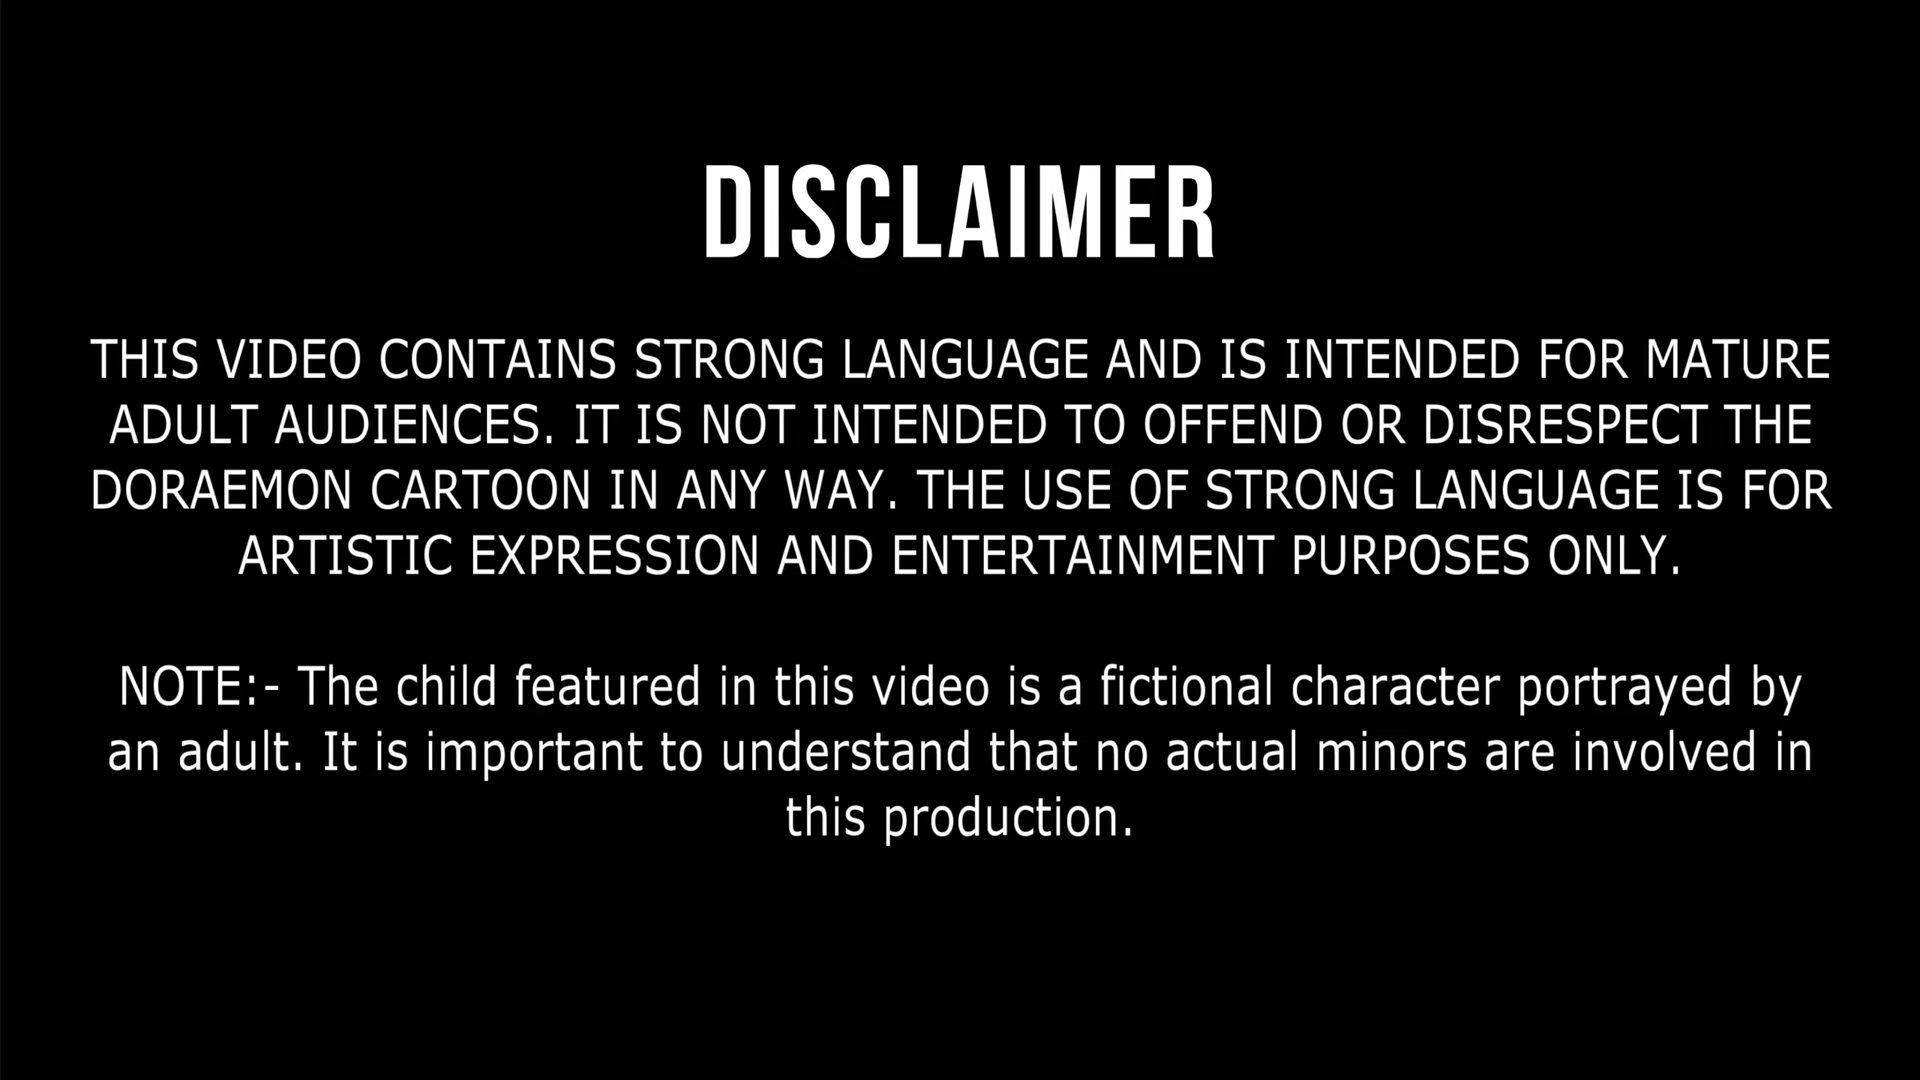 DISCLAIMER
THIS VIDEO CONTAINS STRONG LANGUAGE AND IS INTENDED FOR MATURE
ADULT AUDIENCES. IT IS NOT INTENDED TO OFFEND OR DISRESPECT THE
DORAEMON CARTOON IN ANY WAY. THE USE OF STRONG LANGUAGE IS FOR
ARTISTIC EXPRESSION AND ENTERTAINMENT PURPOSES ONLY.
NOTE:- The child featured in this video is a fictional character portrayed by
an adult. It is important to understand that no actual minors are involved in
this production.